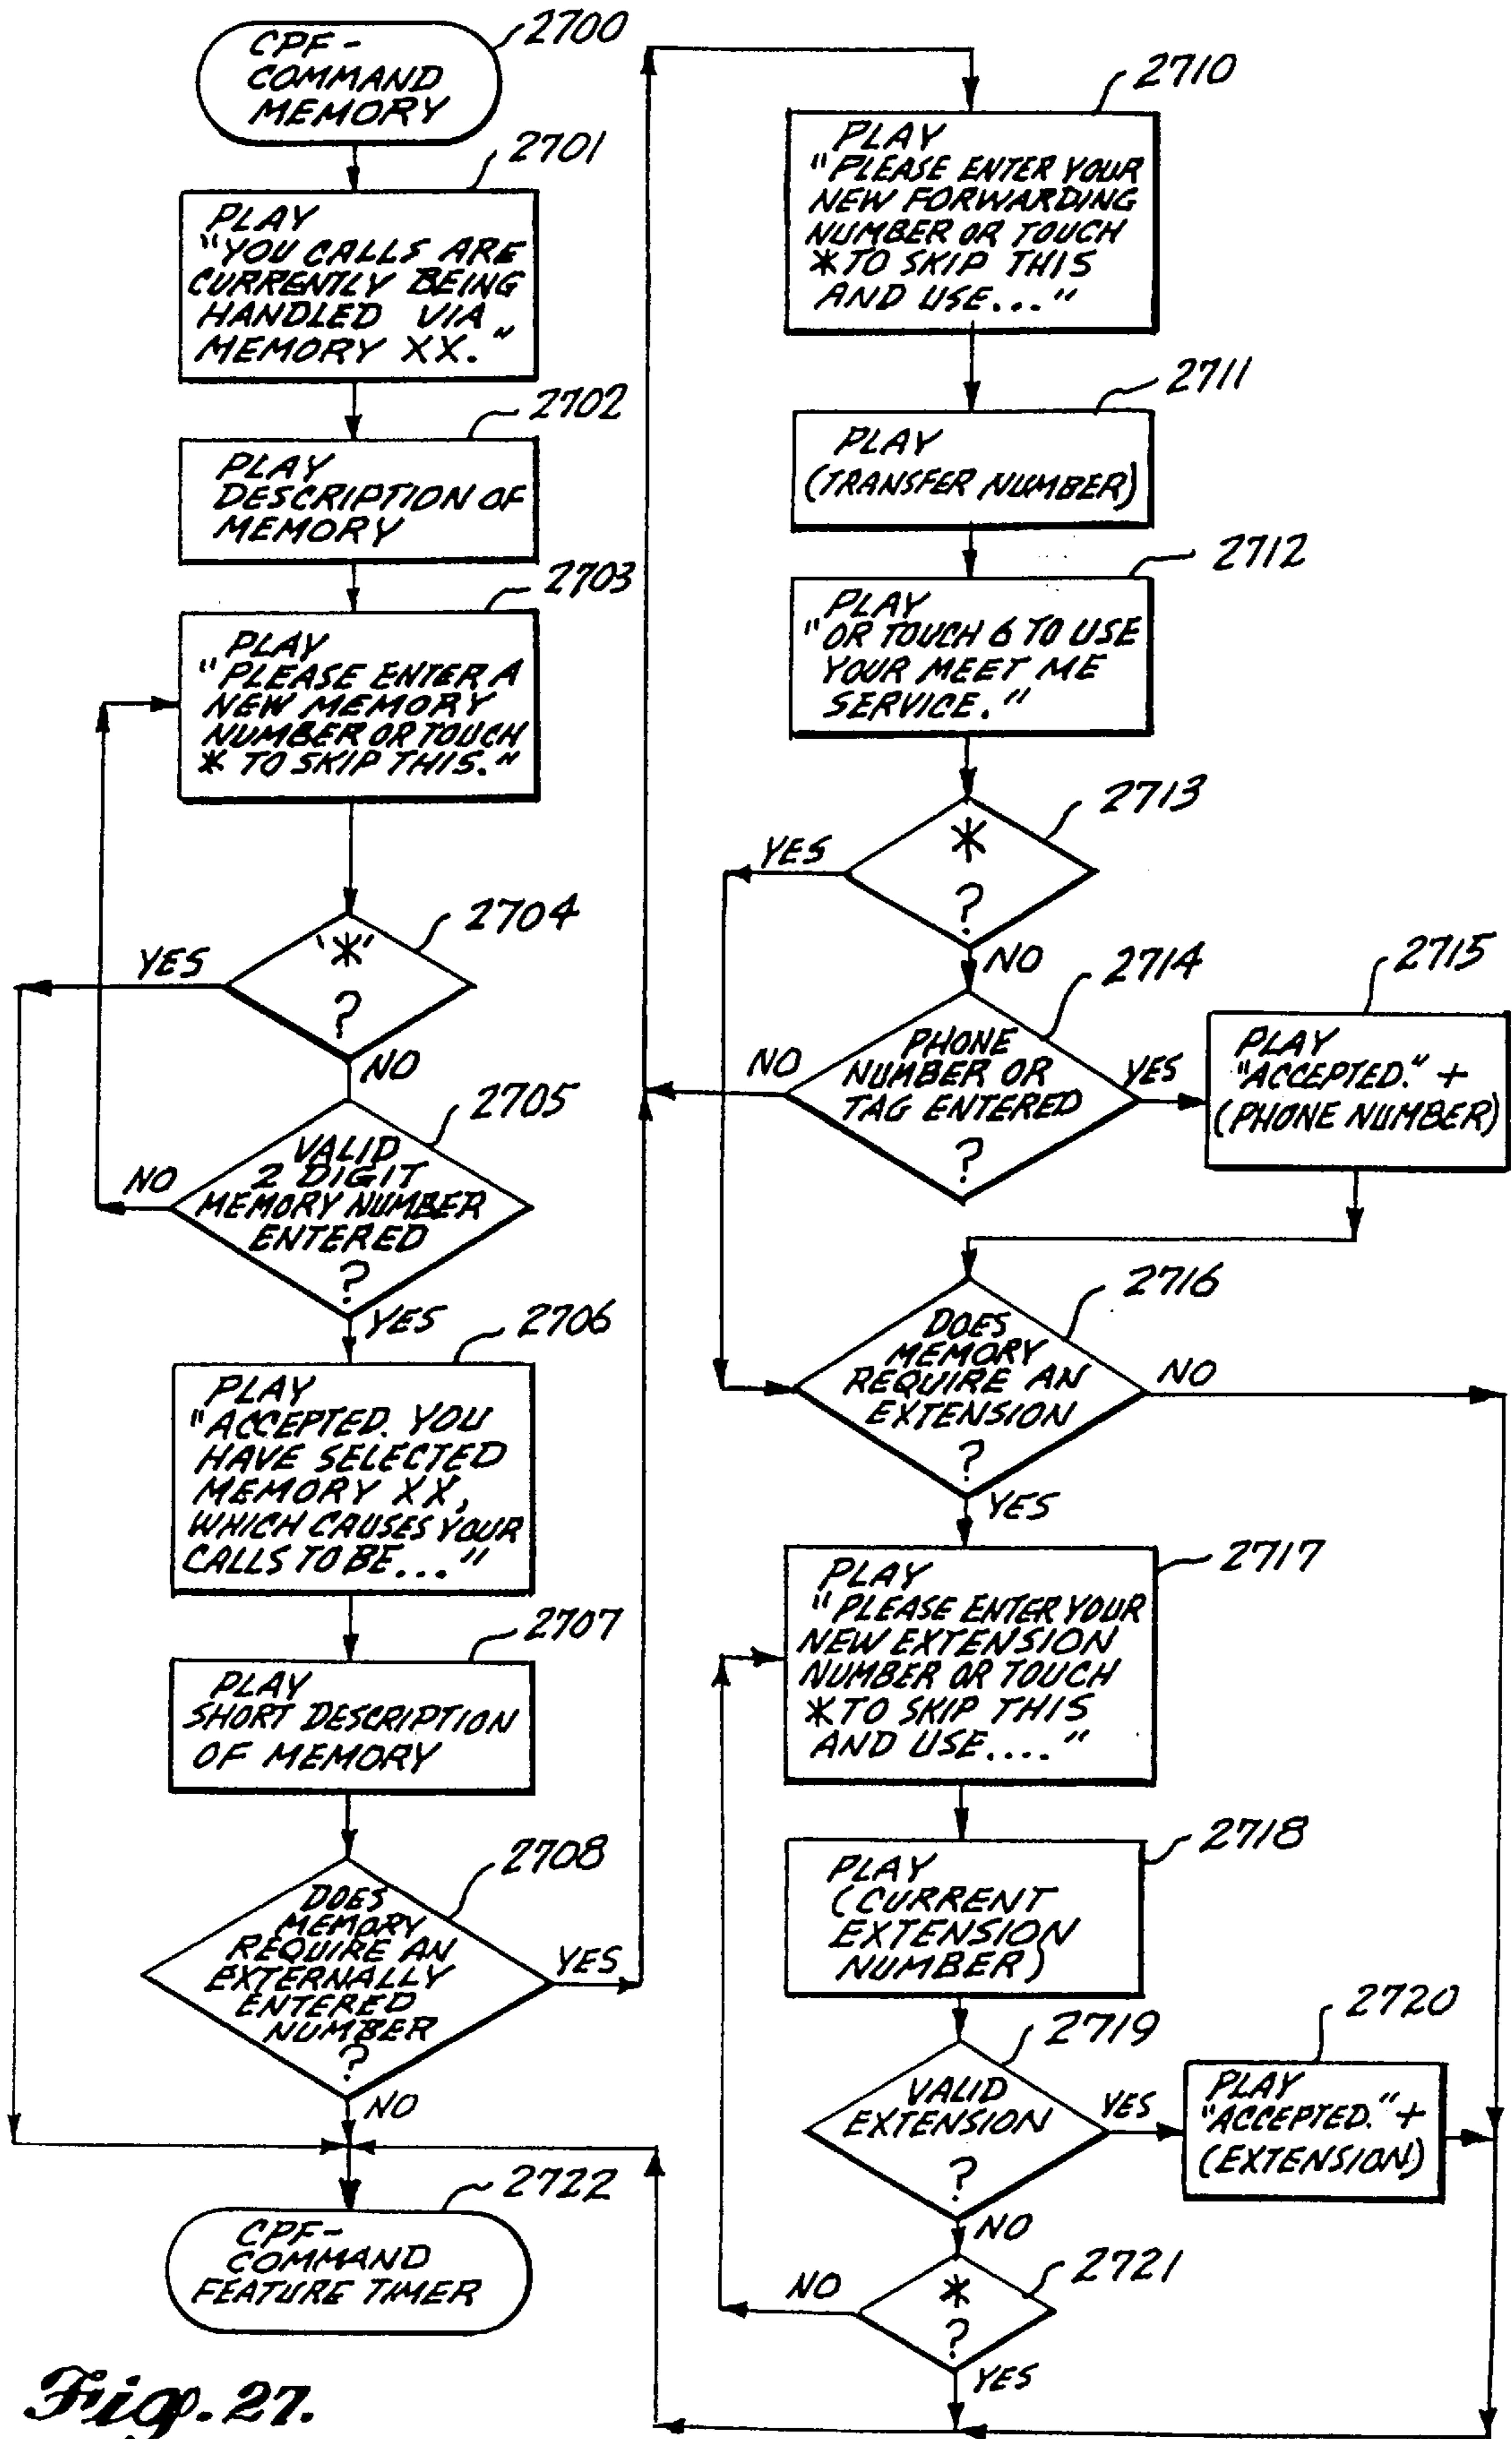 2700
CPF-
COMMAND
MEMORY
2701
PLAY
"YOU CALLS ARE
CURRENTLY BEING
HANDLED VIA
MEMORY XX."
2702
PLAY
DESCRIPTION OF
MEMORY
2703
PLAY
"PLEASE ENTER A
NEW MEMORY
NUMBER OR TOUCH
* TO SKIP THIS."
2704
'*'
?
YES
NO
2705
VALID
2 DIGIT
MEMORY NUMBER
ENTERED
?
NO
YES
2706
PLAY
"ACCEPTED. YOU
HAVE SELECTED
MEMORY XX,
WHICH CAUSES YOUR
CALLS TO BE..."
2707
PLAY
SHORT DESCRIPTION
OF MEMORY
2708
DOES
MEMORY
REQUIRE AN
EXTERNALLY
ENTERED
NUMBER
?
YES
NO
2722
CPF-
COMMAND
FEATURE TIMER
2710
PLAY
"PLEASE ENTER YOUR
NEW FORWARDING
NUMBER OR TOUCH
* TO SKIP THIS
AND USE..."
2711
PLAY
(TRANSFER NUMBER)
2712
PLAY
"OR TOUCH 6 TO USE
YOUR MEET ME
SERVICE."
2713
*
?
YES
NO
2714
PHONE
NUMBER OR
TAG ENTERED
?
NO
YES
2715
PLAY
"ACCEPTED." +
(PHONE NUMBER)
2716
DOES
MEMORY
REQUIRE AN
EXTENSION
?
NO
YES
2717
PLAY
"PLEASE ENTER YOUR
NEW EXTENSION
NUMBER OR TOUCH
* TO SKIP THIS
AND USE...."
2718
PLAY
(CURRENT
EXTENSION
NUMBER)
2719
VALID
EXTENSION
?
YES
NO
2720
PLAY
"ACCEPTED." +
(EXTENSION)
2721
*
?
NO
YES
Fig. 27.